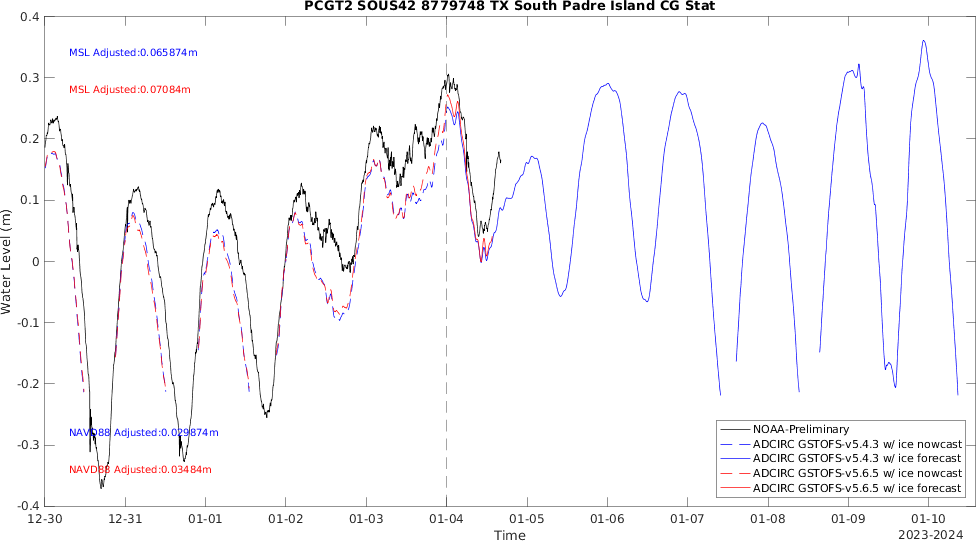 PCGT2 SOUS42 8779748 TX South Padre Island CG Stat
0.4
0.3
0.2
0.1
0
-0.1
-0.2
-0.3
-0.4
Water Level (m)
MSL Adjusted:0.065874m
MSL Adjusted:0.07084m
NAVD88 Adjusted:0.029874m
NAVD88 Adjusted:0.03484m
NOAA-Preliminary
ADCIRC GSTOFS-v5.4.3 w/ ice nowcast
ADCIRC GSTOFS-v5.4.3 w/ ice forecast
ADCIRC GSTOFS-v5.6.5 w/ ice nowcast
ADCIRC GSTOFS-v5.6.5 w/ ice forecast
12-30 12-31 01-01 01-02 01-03 01-04 01-05 01-06 01-07 01-08 01-09 01-10
Time
2023-2024